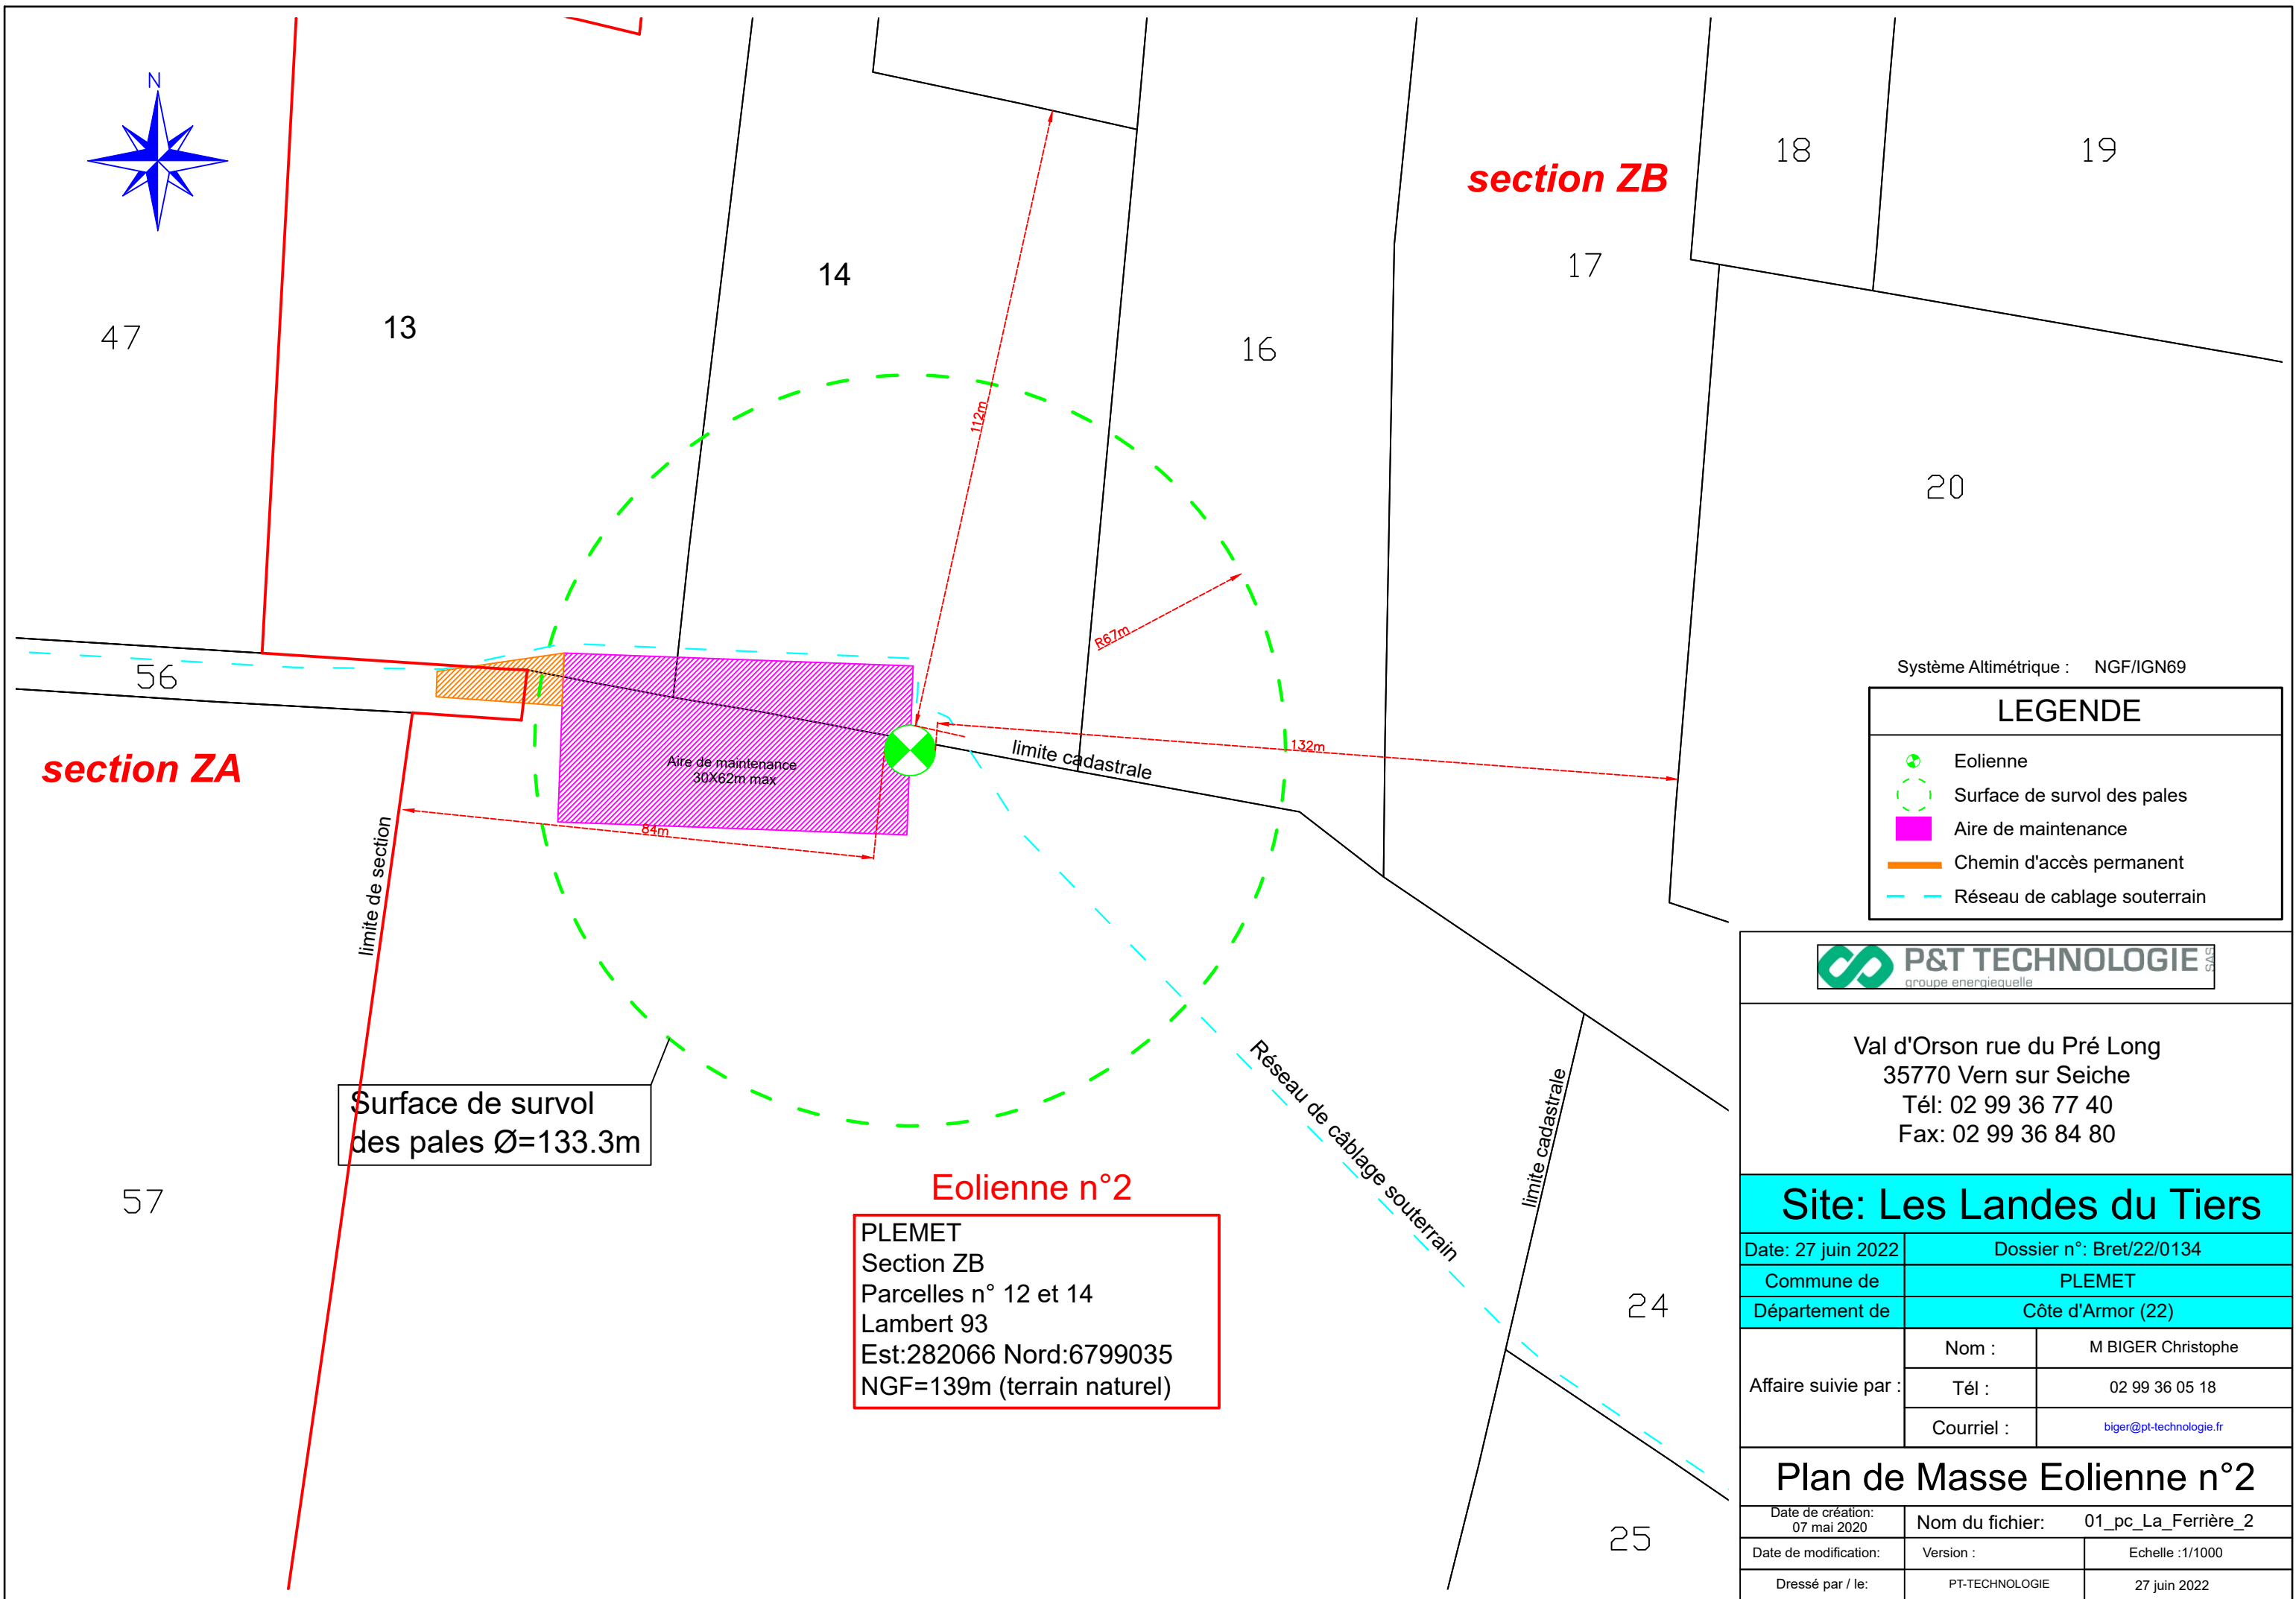 N
section ZB
18
19
14
17
13
47
16
112m
20
R67m
56
Système Altimétrique : NGF/IGN69
LEGENDE
Eolienne
Surface de survol des pales
Aire de maintenance
Chemin d'accès permanent
Réseau de cablage souterrain
section ZA
Aire de maintenance
30X62m max
limite cadastrale
132m
84m
limite de section
P&T TECHNOLOGIE SAS
groupe energiequelle
Val d'Orson rue du Pré Long
35770 Vern sur Seiche
Tél: 02 99 36 77 40
Fax: 02 99 36 84 80
Surface de survol
des pales Ø=133.3m
Réseau de câblage souterrain
limite cadastrale
57
Eolienne n°2
PLEMET
Section ZB
Parcelles n° 12 et 14
Lambert 93
Est:282066 Nord:6799035
NGF=139m (terrain naturel)
24
25
Site: Les Landes du Tiers
Date: 27 juin 2022 Dossier n°: Bret/22/0134
Commune de PLEMET
Département de Côte d'Armor (22)
Affaire suivie par :
Nom : M BIGER Christophe
Tél : 02 99 36 05 18
Courriel : biger@pt-technologie.fr
Plan de Masse Eolienne n°2
Date de création:
07 mai 2020
Nom du fichier: 01_pc_La_Ferrière_2
Date de modification: Version : Echelle :1/1000
Dressé par / le: PT-TECHNOLOGIE 27 juin 2022